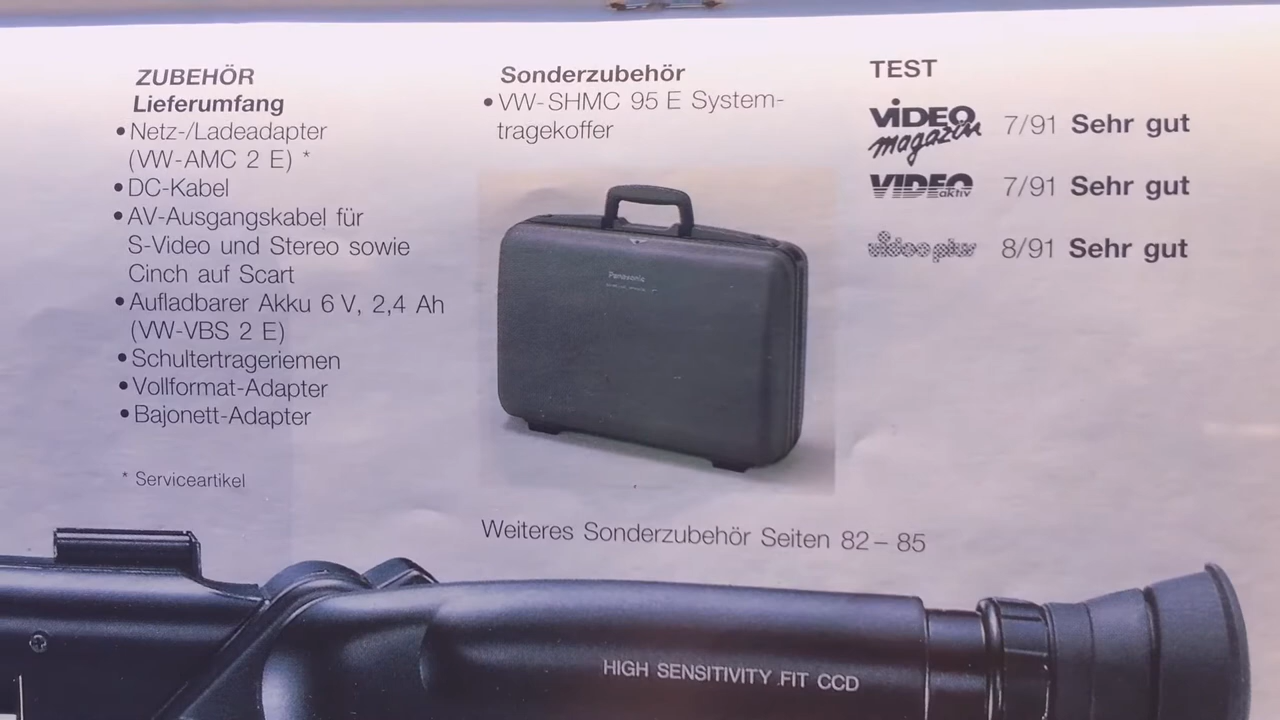 ZUBEHÖR
Lieferumfang
• Netz-/Ladeadapter
(VW-AMC 2 E) *
• DC-Kabel
• AV-Ausgangskabel für
S-Video und Stereo sowie
Cinch auf Scart
• Aufladbarer Akku 6 V, 2,4 Ah
(VW-VBS 2 E)
• Schultertrageriemen
• Vollformat-Adapter
• Bajonett-Adapter
* Serviceartikel
Sonderzubehör
• VW-SHMC 95 E System-
tragekoffer
Panasonic
Weiteres Sonderzubehör Seiten 82 – 85
TEST
VIDEO magazin 7/91 Sehr gut
VIDEO aktiv 7/91 Sehr gut
video plus 8/91 Sehr gut
HIGH SENSITIVITY FIT CCD